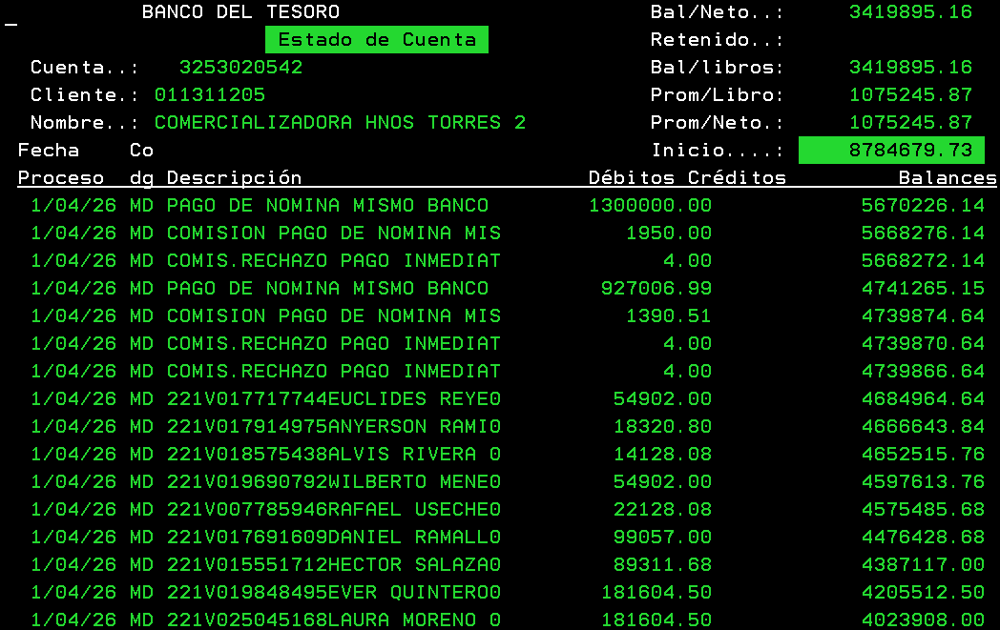 BANCO DEL TESORO Bal/Neto..: 3419895.16
Estado de Cuenta Retenido..:
Cuenta..: 3253020542 Bal/libros: 3419895.16
Cliente.: 011311205 Prom/Libro: 1075245.87
Nombre..: COMERCIALIZADORA HNOS TORRES 2 Prom/Neto.: 1075245.87
Fecha Co Inicio....: 8784679.73
Proceso dg Descripción Débitos Créditos Balances
1/04/26 MD PAGO DE NOMINA MISMO BANCO 1300000.00 5670226.14
1/04/26 MD COMISION PAGO DE NOMINA MIS 1950.00 5668276.14
1/04/26 MD COMIS.RECHAZO PAGO INMEDIAT 4.00 5668272.14
1/04/26 MD PAGO DE NOMINA MISMO BANCO 927006.99 4741265.15
1/04/26 MD COMISION PAGO DE NOMINA MIS 1390.51 4739874.64
1/04/26 MD COMIS.RECHAZO PAGO INMEDIAT 4.00 4739870.64
1/04/26 MD COMIS.RECHAZO PAGO INMEDIAT 4.00 4739866.64
1/04/26 MD 221V017717744EUCLIDES REYE0 54902.00 4684964.64
1/04/26 MD 221V017914975ANYERSON RAMI0 18320.80 4666643.84
1/04/26 MD 221V018575438ALVIS RIVERA 0 14128.08 4652515.76
1/04/26 MD 221V019690792WILBERTO MENE0 54902.00 4597613.76
1/04/26 MD 221V007785946RAFAEL USECHE0 22128.08 4575485.68
1/04/26 MD 221V017691609DANIEL RAMALL0 99057.00 4476428.68
1/04/26 MD 221V015551712HECTOR SALAZA0 89311.68 4387117.00
1/04/26 MD 221V019848495EVER QUINTERO0 181604.50 4205512.50
1/04/26 MD 221V025045168LAURA MORENO 0 181604.50 4023908.00